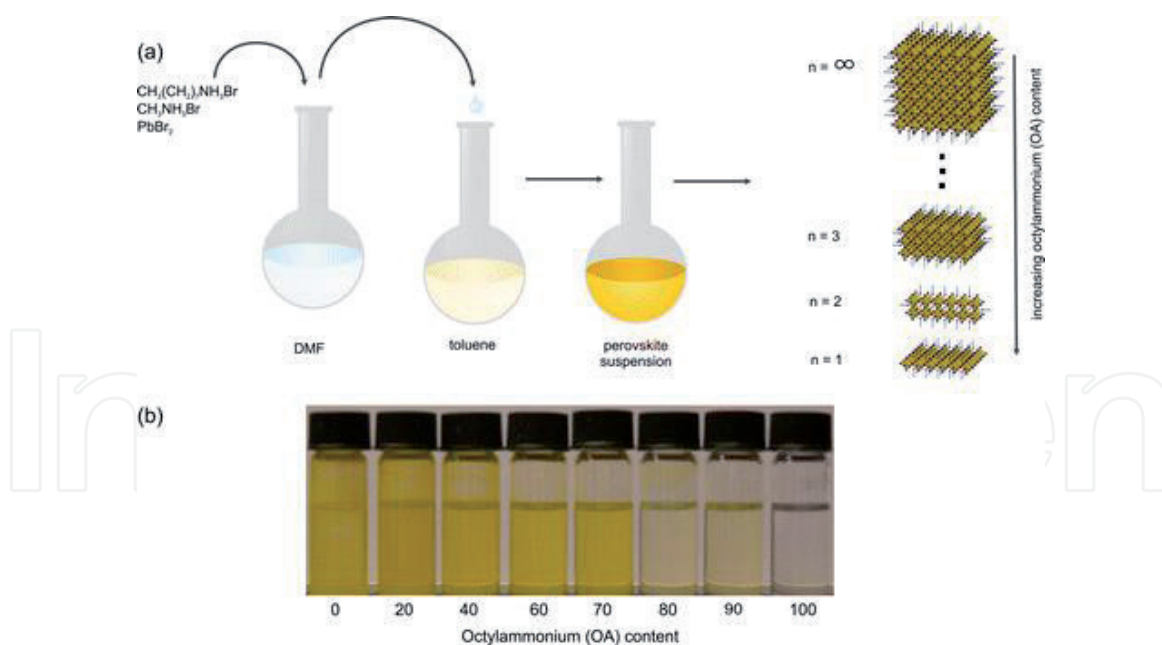 (a)
CH₃(CH₂)₇NH₃Br
CH₃NH₃Br
PbBr₂
DMF
toluene
perovskite
suspension
n = ∞
n = 3
n = 2
n = 1
increasing octylammonium (OA) content
(b)
0 20 40 60 70 80 90 100
Octylammonium (OA) content